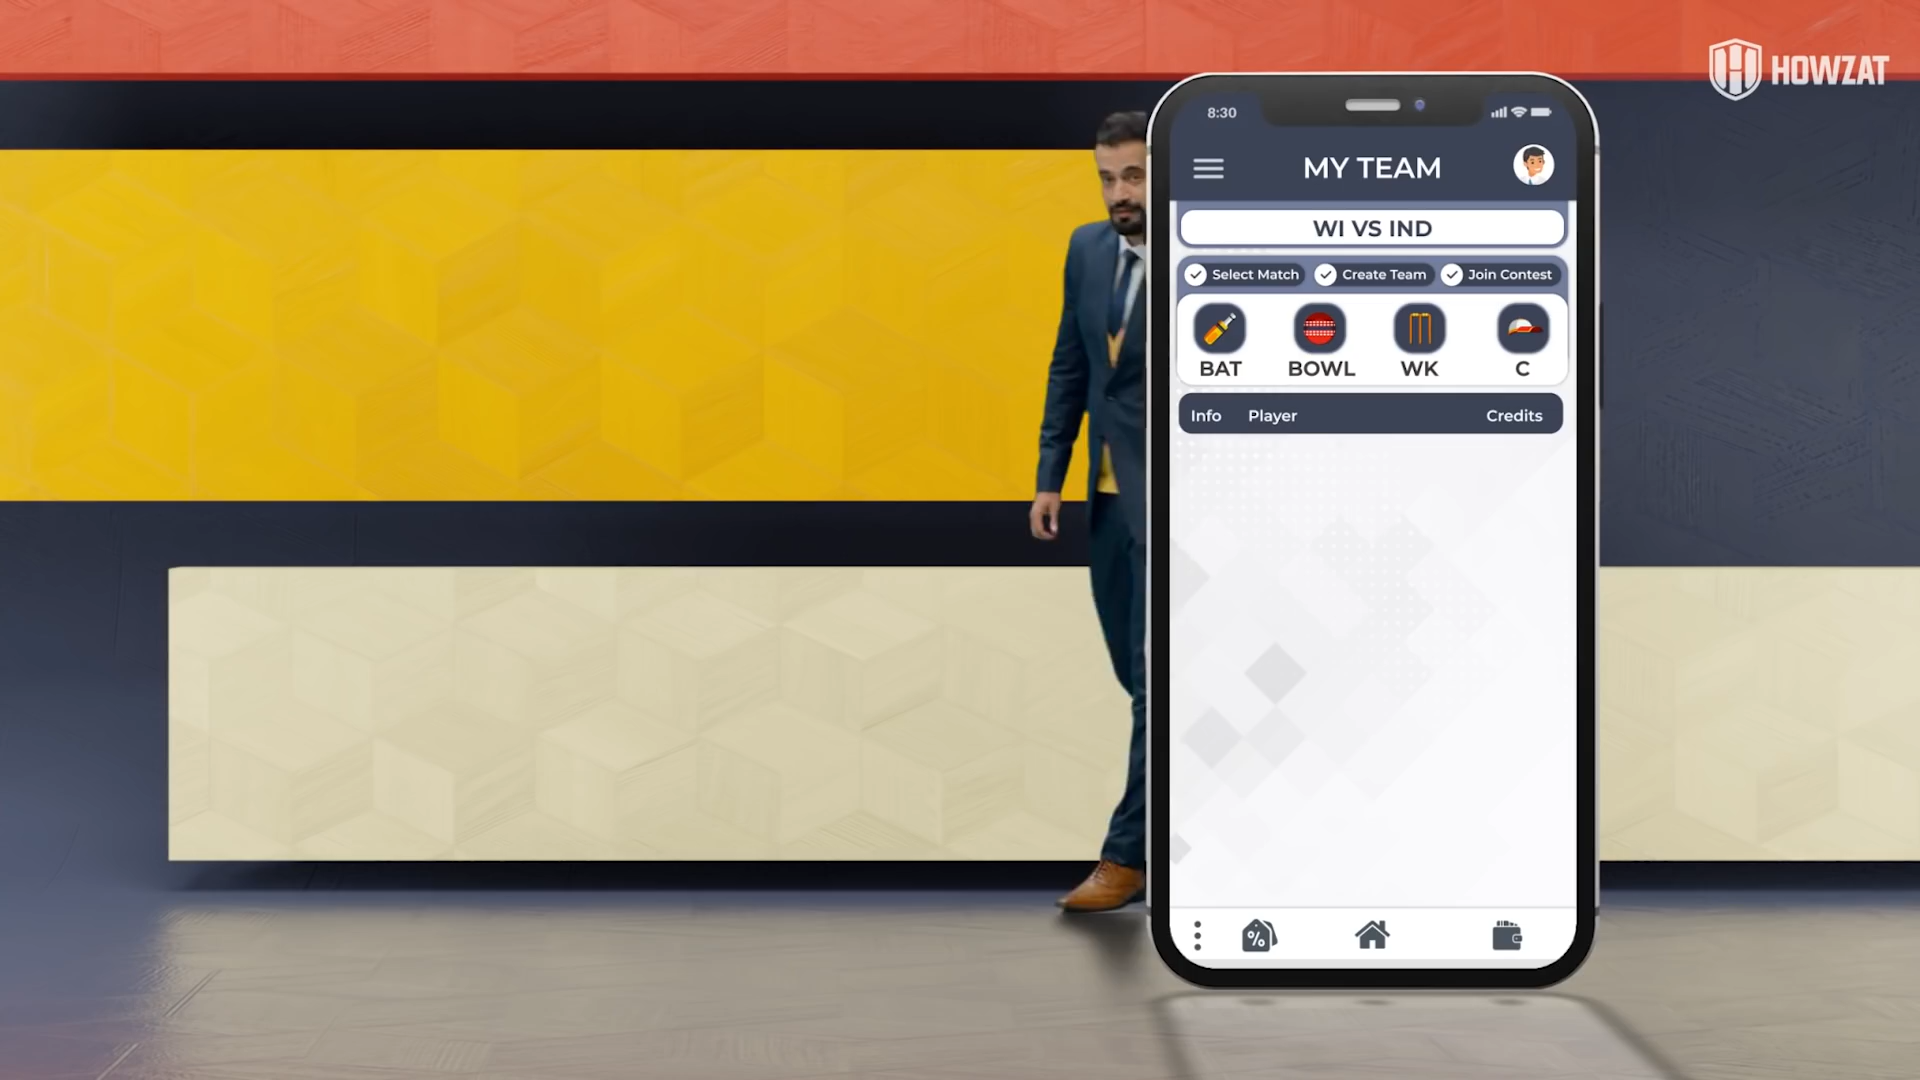 HOWZAT
8:30
MY TEAM
WI VS IND
Select Match Create Team Join Contest
BAT BOWL WK C
Info Player Credits
%